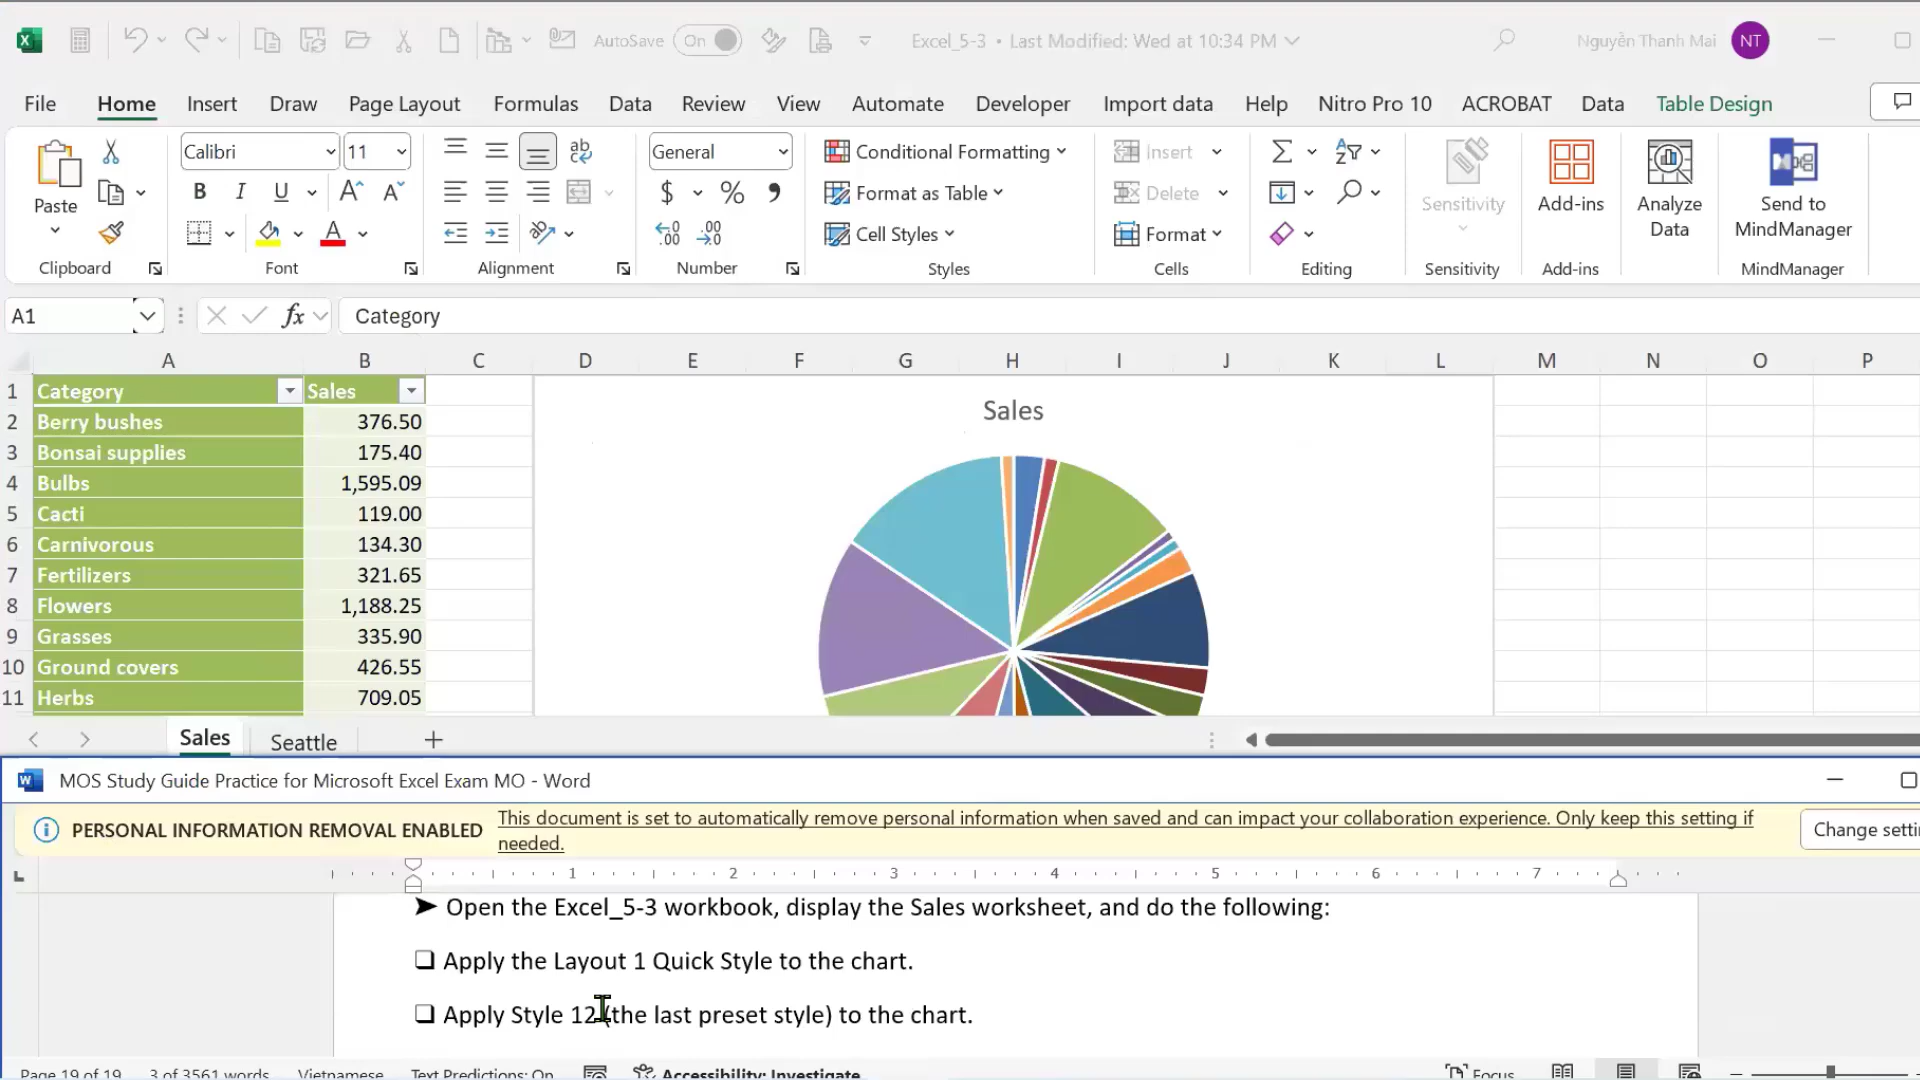 AutoSave On Excel_5-3 • Last Modified: Wed at 10:34 PM Nguyễn Thanh Mai NT
File Home Insert Draw Page Layout Formulas Data Review View Automate Developer Import data Help Nitro Pro 10 ACROBAT Data Table Design
Calibri 11 General Conditional Formatting Insert
Paste B I U $ % Format as Table Delete Sensitivity Add-ins Analyze Data Send to MindManager
Cell Styles Format
Clipboard Font Alignment Number Styles Cells Editing Sensitivity Add-ins MindManager
A1 fx Category
A B C D E F G H I J K L M N O P
1 Category Sales
2 Berry bushes 376.50
3 Bonsai supplies 175.40
4 Bulbs 1,595.09
5 Cacti 119.00
6 Carnivorous 134.30
7 Fertilizers 321.65
8 Flowers 1,188.25
9 Grasses 335.90
10 Ground covers 426.55
11 Herbs 709.05
Sales
Sales Seattle +
MOS Study Guide Practice for Microsoft Excel Exam MO - Word
PERSONAL INFORMATION REMOVAL ENABLED This document is set to automatically remove personal information when saved and can impact your collaboration experience. Only keep this setting if
needed.
Change setti
1 2 3 4 5 6 7
➤ Open the Excel_5-3 workbook, display the Sales worksheet, and do the following:
❑ Apply the Layout 1 Quick Style to the chart.
❑ Apply Style 12 (the last preset style) to the chart.
Page 19 of 19 3 of 3561 words Vietnamese Text Predictions: On Accessibility: Investigate Focus